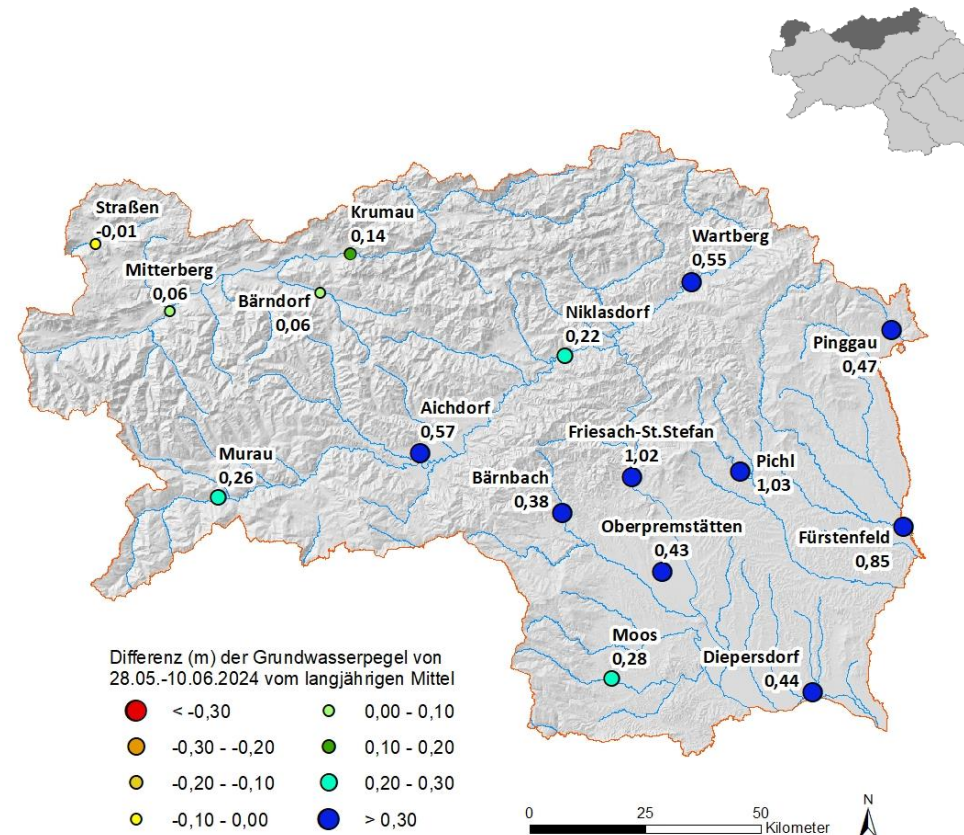 Straßen
-0,01
Krumau
0,14
Wartberg
0,55
Mitterberg
0,06
Bärndorf
0,06
Niklasdorf
0,22
Pinggau
0,47
Aichdorf
0,57
Friesach-St.Stefan
1,02
Murau
0,26
Bärnbach
0,38
Pichl
1,03
Oberpremstätten
0,43
Fürstenfeld
0,85
Moos
0,28
Diepersdorf
0,44
Differenz (m) der Grundwasserpegel von
28.05.-10.06.2024 vom langjährigen Mittel
< -0,30
-0,30 - -0,20
-0,20 - -0,10
-0,10 - 0,00
0,00 - 0,10
0,10 - 0,20
0,20 - 0,30
> 0,30
0 25 50
Kilometer
N